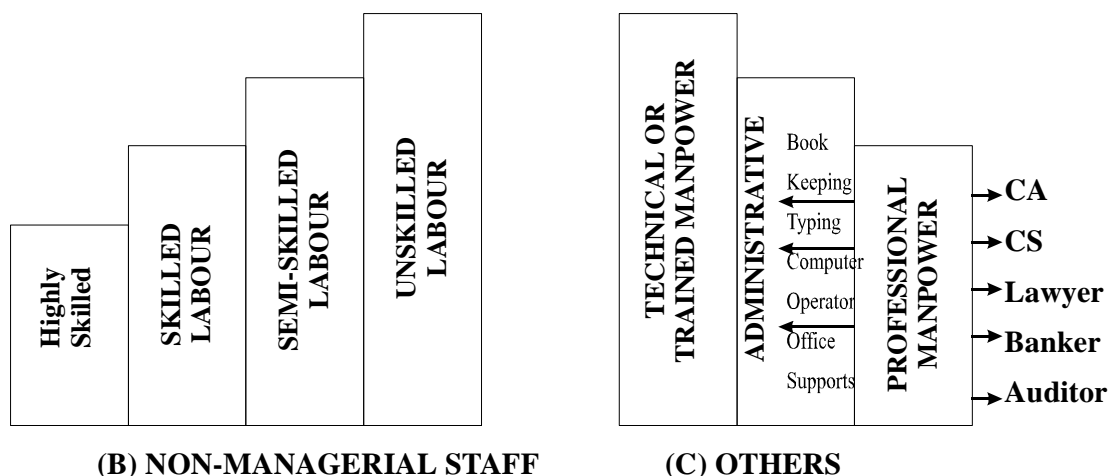 Highly
Skilled
SKILLED
LABOUR
SEMI-SKILLED
LABOUR
UNSKILLED
LABOUR
(B) NON-MANAGERIAL STAFF
TECHNICAL OR
TRAINED MANPOWER
ADMINISTRATIVE
Book
Keeping
Typing
Computer
Operator
Office
Supports
PROFESSIONAL
MANPOWER
CA
CS
Lawyer
Banker
Auditor
(C) OTHERS